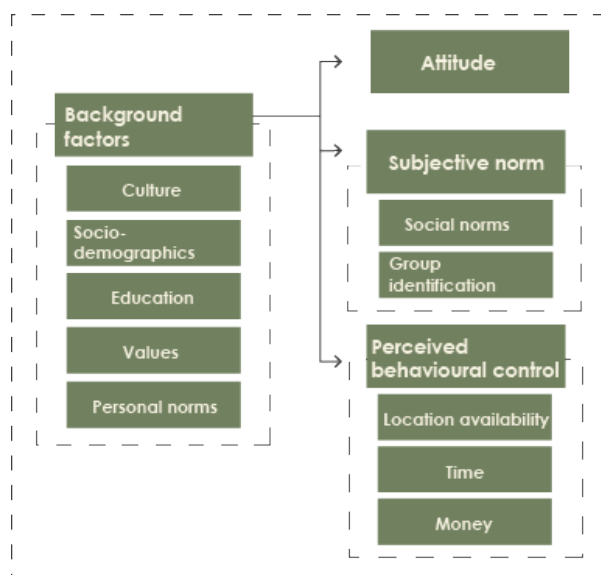 Background
factors
Culture
Socio-
demographics
Education
Values
Personal norms
Attitude
Subjective norm
Social norms
Group
identification
Perceived
behavioural control
Location availability
Time
Money